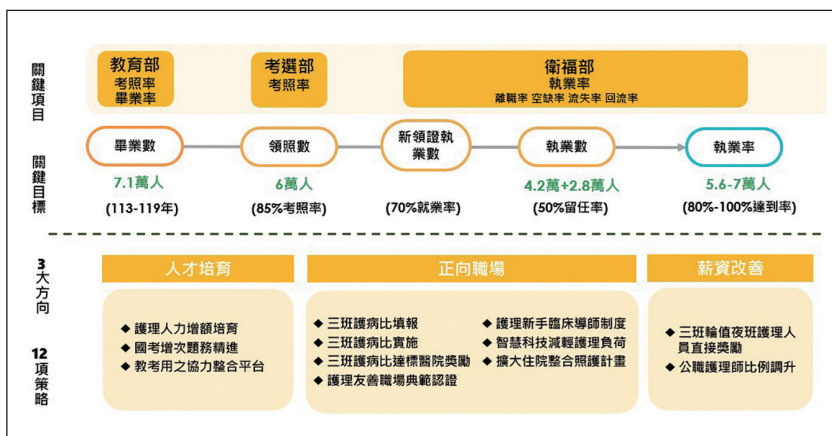 關鍵項目
教育部
考照率
畢業率
考選部
考照率
衛福部
執業率
離職率 空缺率 流失率 回流率
關鍵目標
畢業數
領照數
新領證執
業數
執業數
執業率
7.1萬人
6萬人
4.2萬+2.8萬人
5.6-7萬人
(113-119年)
(85%考照率)
(70%就業率)
(50%留任率)
(80%-100%達到率)
3大方向
人才培育
正向職場
薪資改善
12項策略
◆ 護理人力增額培育
◆ 國考增次題務精進
◆ 教考用之協力整合平台
◆ 三班護病比填報
◆ 三班護病比實施
◆ 三班護病比達標醫院獎勵
◆ 護理友善職場典範認證
◆ 護理新手臨床導師制度
◆ 智慧科技減輕護理負荷
◆ 擴大住院整合照護計畫
◆ 三班輪值夜班護理人
員直接獎勵
◆ 公職護理師比例調升